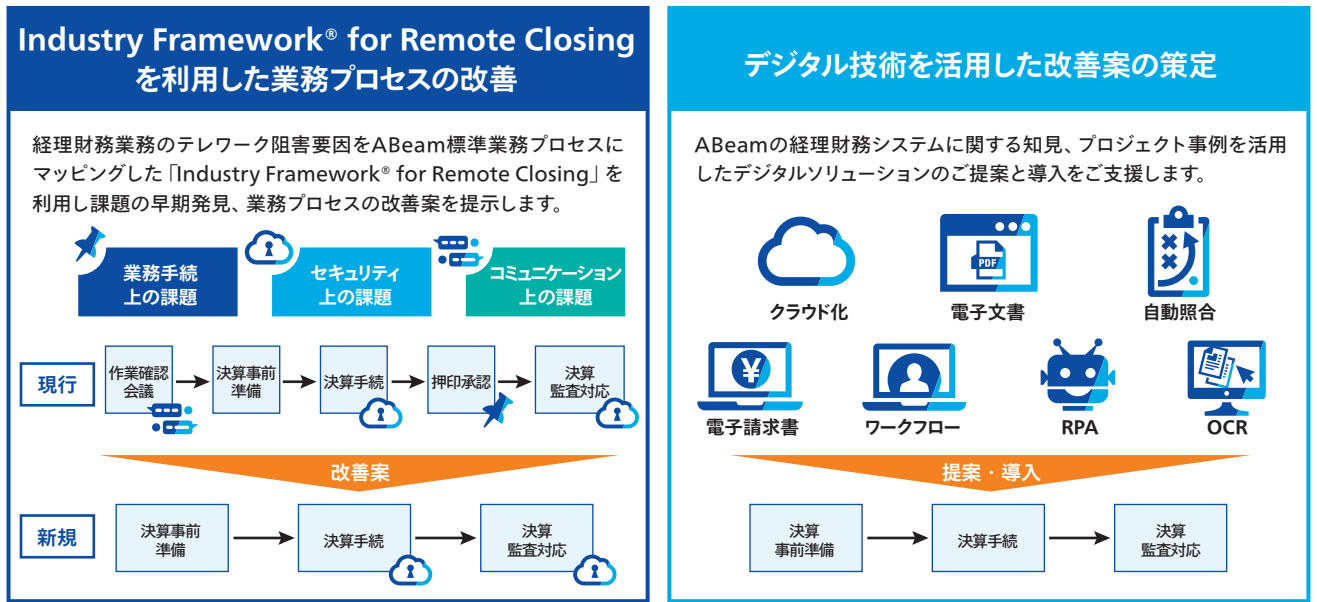 Industry Framework® for Remote Closing
を利用した業務プロセスの改善
経理財務業務のテレワーク阻害要因をABeam標準業務プロセスに
マッピングした「Industry Framework® for Remote Closing」を
利用し課題の早期発見、業務プロセスの改善案を提示します。
業務手続
上の課題
セキュリティ
上の課題
コミュニケーション
上の課題
現行
作業確認
会議
決算事前
準備
決算手続
押印承認
決算
監査対応
改善案
新規
決算事前
準備
決算手続
決算
監査対応
デジタル技術を活用した改善案の策定
ABeamの経理財務システムに関する知見、プロジェクト事例を活用
したデジタルソリューションのご提案と導入をご支援します。
クラウド化
PDF
電子文書
自動照合
¥
電子請求書
ワークフロー
RPA
OCR
提案・導入
決算
事前準備
決算手続
決算
監査対応